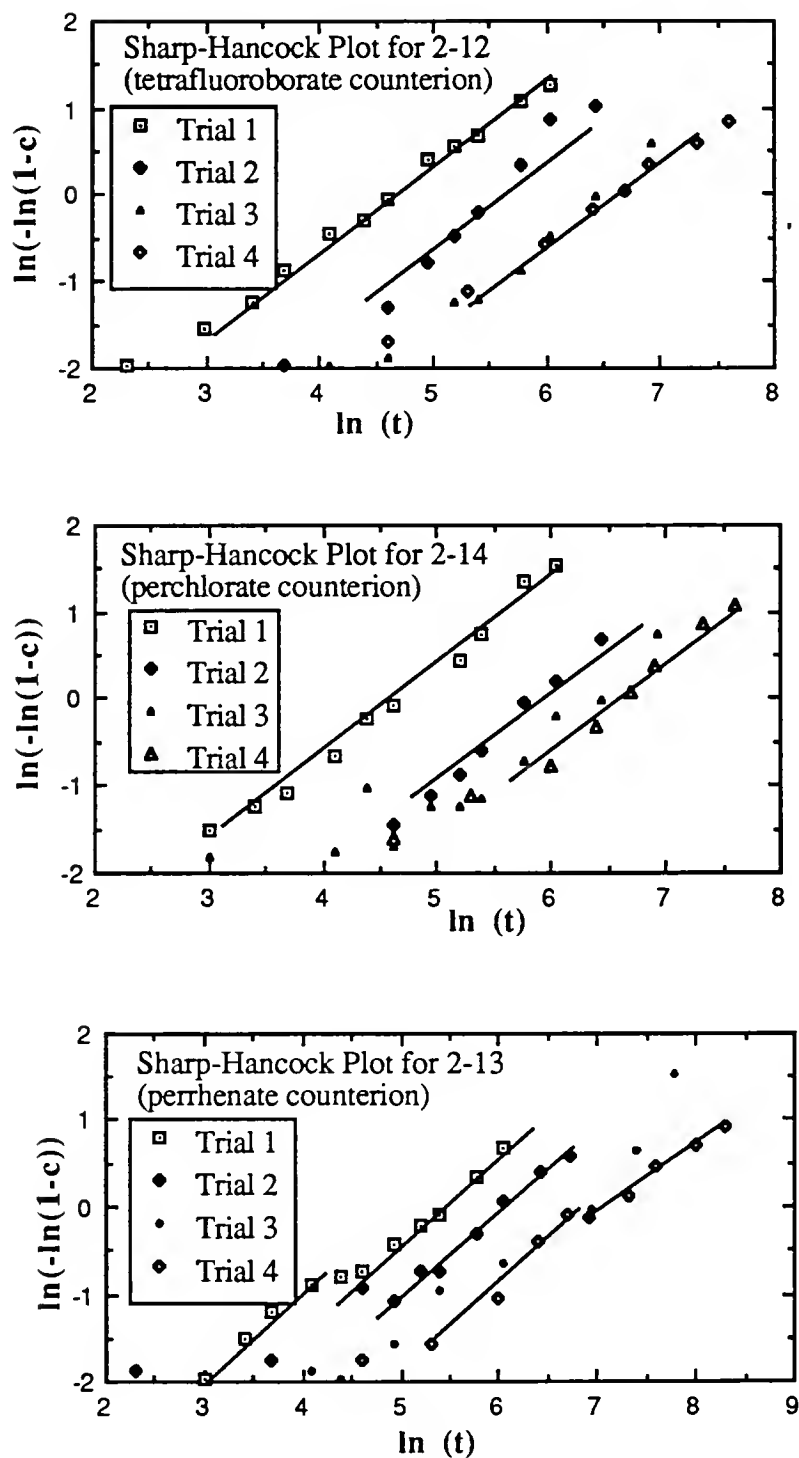 Sharp-Hancock Plot for 2-12
(tetrafluoroborate counterion)
Trial 1
Trial 2
Trial 3
Trial 4
ln(-ln(1-c)
2
1
0
-1
-2
2 3 4 5 6 7 8
ln (t)
Sharp-Hancock Plot for 2-14
(perchlorate counterion)
Trial 1
Trial 2
Trial 3
Trial 4
ln(-ln(1-c))
2
1
0
-1
-2
2 3 4 5 6 7 8
ln (t)
Sharp-Hancock Plot for 2-13
(perrhenate counterion)
Trial 1
Trial 2
Trial 3
Trial 4
ln(-ln(1-c))
2
1
0
-1
-2
2 3 4 5 6 7 8 9
ln (t)